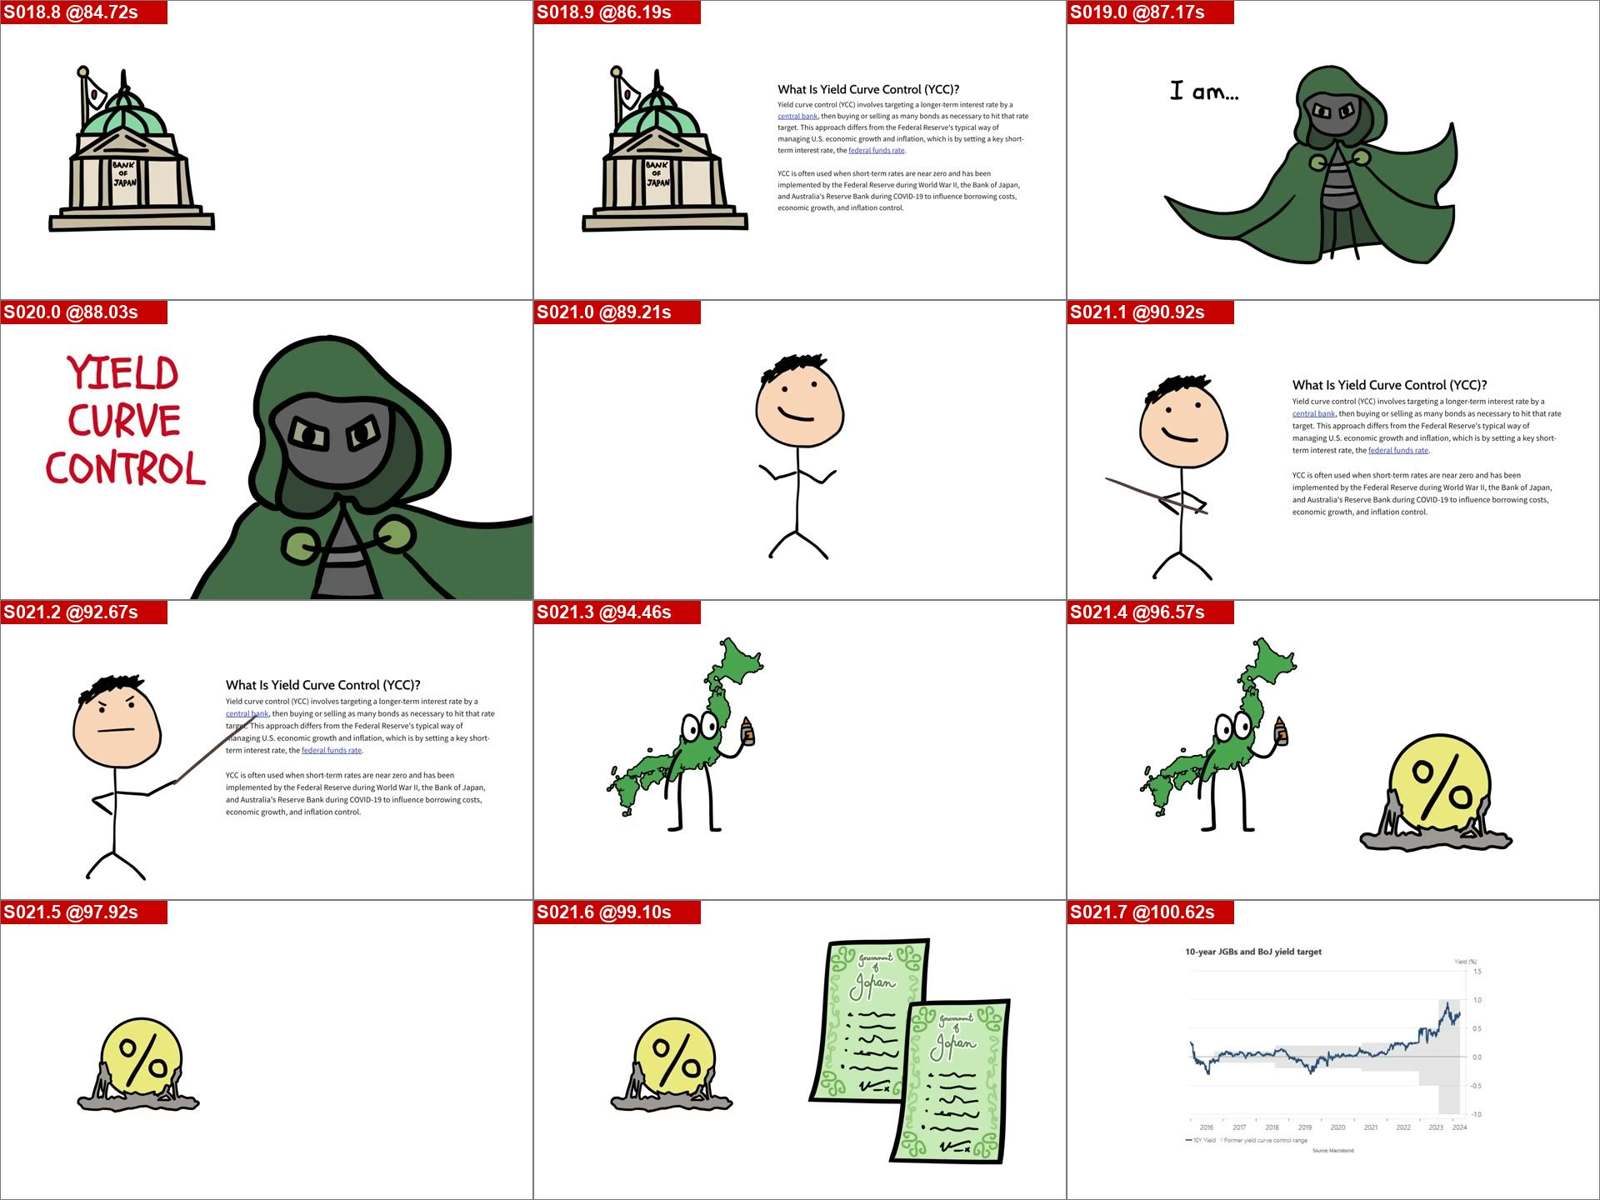 S018.8 @84.72s
BANK
OF
JAPAN
S018.9 @86.19s
BANK
OF
JAPAN
What Is Yield Curve Control (YCC)?
Yield curve control (YCC) involves targeting a longer-term interest rate by a
central bank, then buying or selling as many bonds as necessary to hit that rate
target. This approach differs from the Federal Reserve's typical way of
managing U.S. economic growth and inflation, which is by setting a key short-
term interest rate, the federal funds rate.
YCC is often used when short-term rates are near zero and has been
implemented by the Federal Reserve during World War II, the Bank of Japan,
and Australia's Reserve Bank during COVID-19 to influence borrowing costs,
economic growth, and inflation control.
S019.0 @87.17s
I am...
S020.0 @88.03s
YIELD
CURVE
CONTROL
S021.0 @89.21s
S021.1 @90.92s
What Is Yield Curve Control (YCC)?
Yield curve control (YCC) involves targeting a longer-term interest rate by a
central bank, then buying or selling as many bonds as necessary to hit that rate
target. This approach differs from the Federal Reserve's typical way of
managing U.S. economic growth and inflation, which is by setting a key short-
term interest rate, the federal funds rate.
YCC is often used when short-term rates are near zero and has been
implemented by the Federal Reserve during World War II, the Bank of Japan,
and Australia's Reserve Bank during COVID-19 to influence borrowing costs,
economic growth, and inflation control.
S021.2 @92.67s
What Is Yield Curve Control (YCC)?
Yield curve control (YCC) involves targeting a longer-term interest rate by a
central bank, then buying or selling as many bonds as necessary to hit that rate
target. This approach differs from the Federal Reserve's typical way of
managing U.S. economic growth and inflation, which is by setting a key short-
term interest rate, the federal funds rate.
YCC is often used when short-term rates are near zero and has been
implemented by the Federal Reserve during World War II, the Bank of Japan,
and Australia's Reserve Bank during COVID-19 to influence borrowing costs,
economic growth, and inflation control.
S021.3 @94.46s
S021.4 @96.57s
%
S021.5 @97.92s
%
S021.6 @99.10s
%
Government
of
Japan
Government
of
Japan
S021.7 @100.62s
10-year JGBs and BoJ yield target
Yield (%)
1.5
1.0
0.5
0.0
-0.5
-1.0
2016 2017 2018 2019 2020 2021 2022 2023 2024
10Y Yield Former yield curve control range
Source: Macrobond